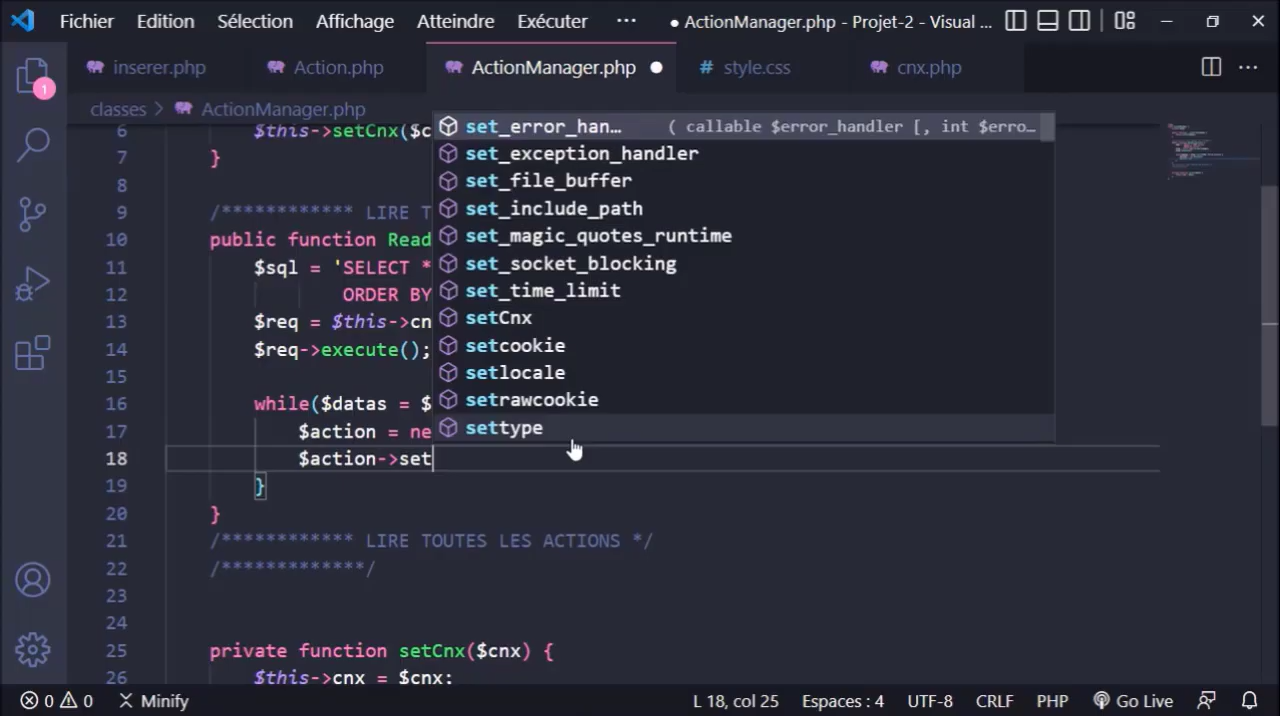 Fichier Edition Sélection Affichage Atteindre Exécuter ··· ● ActionManager.php - Projet-2 - Visual ...
inserer.php Action.php ActionManager.php ● # style.css cnx.php ···
1
classes > ActionManager.php
6 $this->setCnx($c
7 }
8
9 /************ LIRE T
10 public function Read
11 $sql = 'SELECT *
12 ORDER BY
13 $req = $this->cn
14 $req->execute();
15
16 while($datas = $
17 $action = ne
18 $action->set
19 }
20 }
21 /************ LIRE TOUTES LES ACTIONS */
22 /*************/
23
24
25 private function setCnx($cnx) {
26 $this->cnx = $cnx;
set_error_han… ( callable $error_handler [, int $erro…
set_exception_handler
set_file_buffer
set_include_path
set_magic_quotes_runtime
set_socket_blocking
set_time_limit
setCnx
setcookie
setlocale
setrawcookie
settype
0 0 Minify L 18, col 25 Espaces : 4 UTF-8 CRLF PHP Go Live